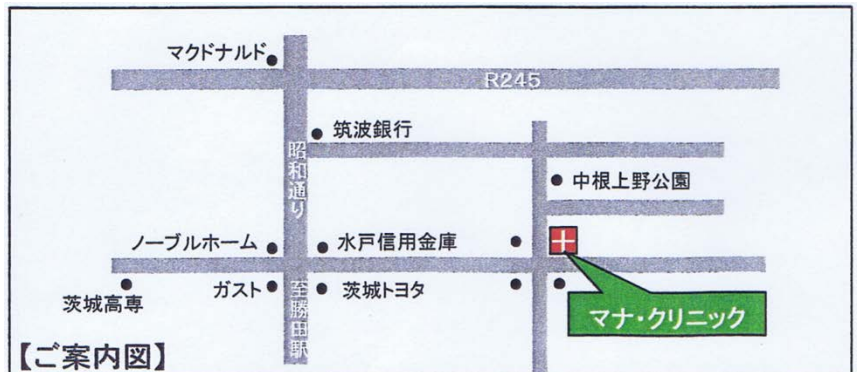 マクドナルド
R245
筑波銀行
昭和通り
中根上野公園
ノーブルホーム
水戸信用金庫
茨城高専
ガスト
至勝田駅
茨城トヨタ
マナ・クリニック
【ご案内図】